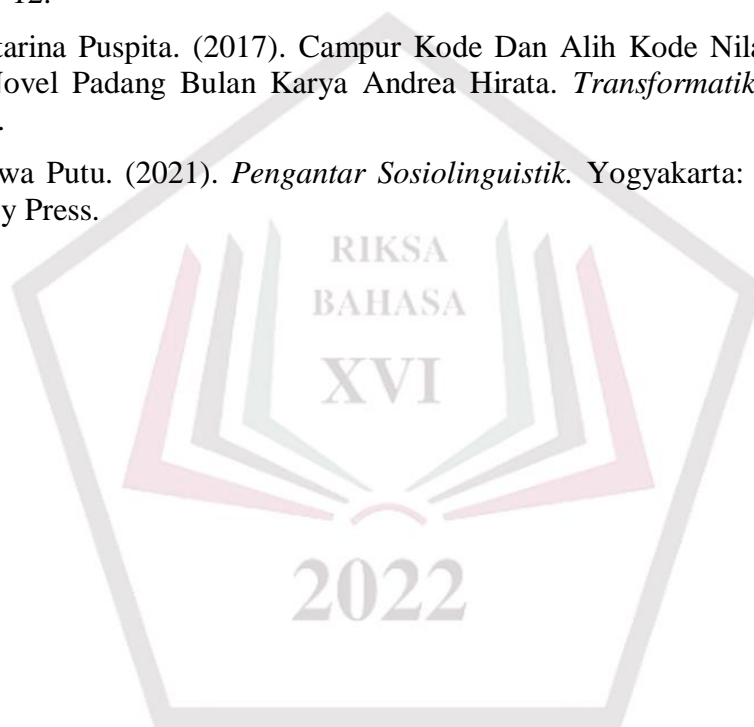 12.
tarina Puspita. (2017). Campur Kode Dan Alih Kode Nila
Novel Padang Bulan Karya Andrea Hirata. Transformatik
.
wa Putu. (2021). Pengantar Sosiolinguistik. Yogyakarta:
y Press.
RIKSA
BAHASA
XVI
2022